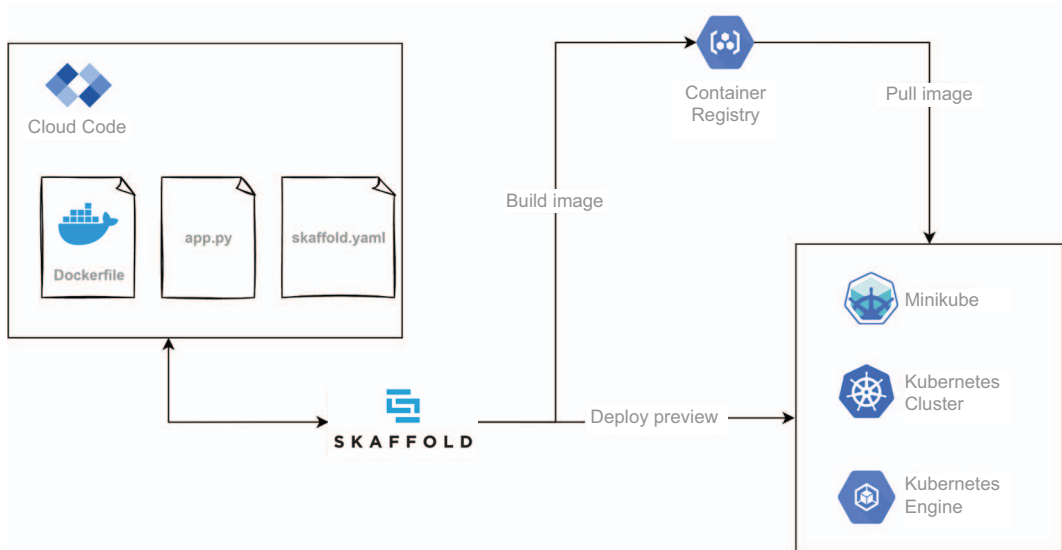 Cloud Code
Dockerfile
app.py
skaffold.yaml
SKAFFOLD
Build image
Container
Registry
Pull image
Deploy preview
Minikube
Kubernetes
Cluster
Kubernetes
Engine